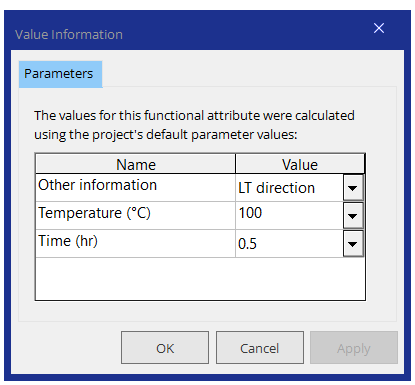 Value Information
Parameters
The values for this functional attribute were calculated
using the project's default parameter values:
Name Value
Other information LT direction
Temperature (°C) 100
Time (hr) 0.5
OK Cancel Apply